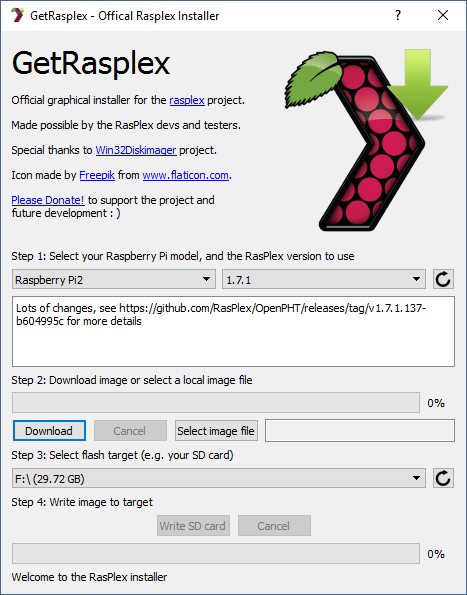 GetRasplex - Offical Rasplex Installer
GetRasplex
Official graphical installer for the rasplex project.
Made possible by the RasPlex devs and testers.
Special thanks to Win32Diskimager project.
Icon made by Freepik from www.flaticon.com.
Please Donate! to support the project and
future development : )
Step 1: Select your Raspberry Pi model, and the RasPlex version to use
Raspberry Pi2 1.7.1
Lots of changes, see https://github.com/RasPlex/OpenPHT/releases/tag/v1.7.1.137-
b604995c for more details
Step 2: Download image or select a local image file
0%
Download Cancel Select image file
Step 3: Select flash target (e.g. your SD card)
F:\ (29.72 GB)
Step 4: Write image to target
Write SD card Cancel
0%
Welcome to the RasPlex installer